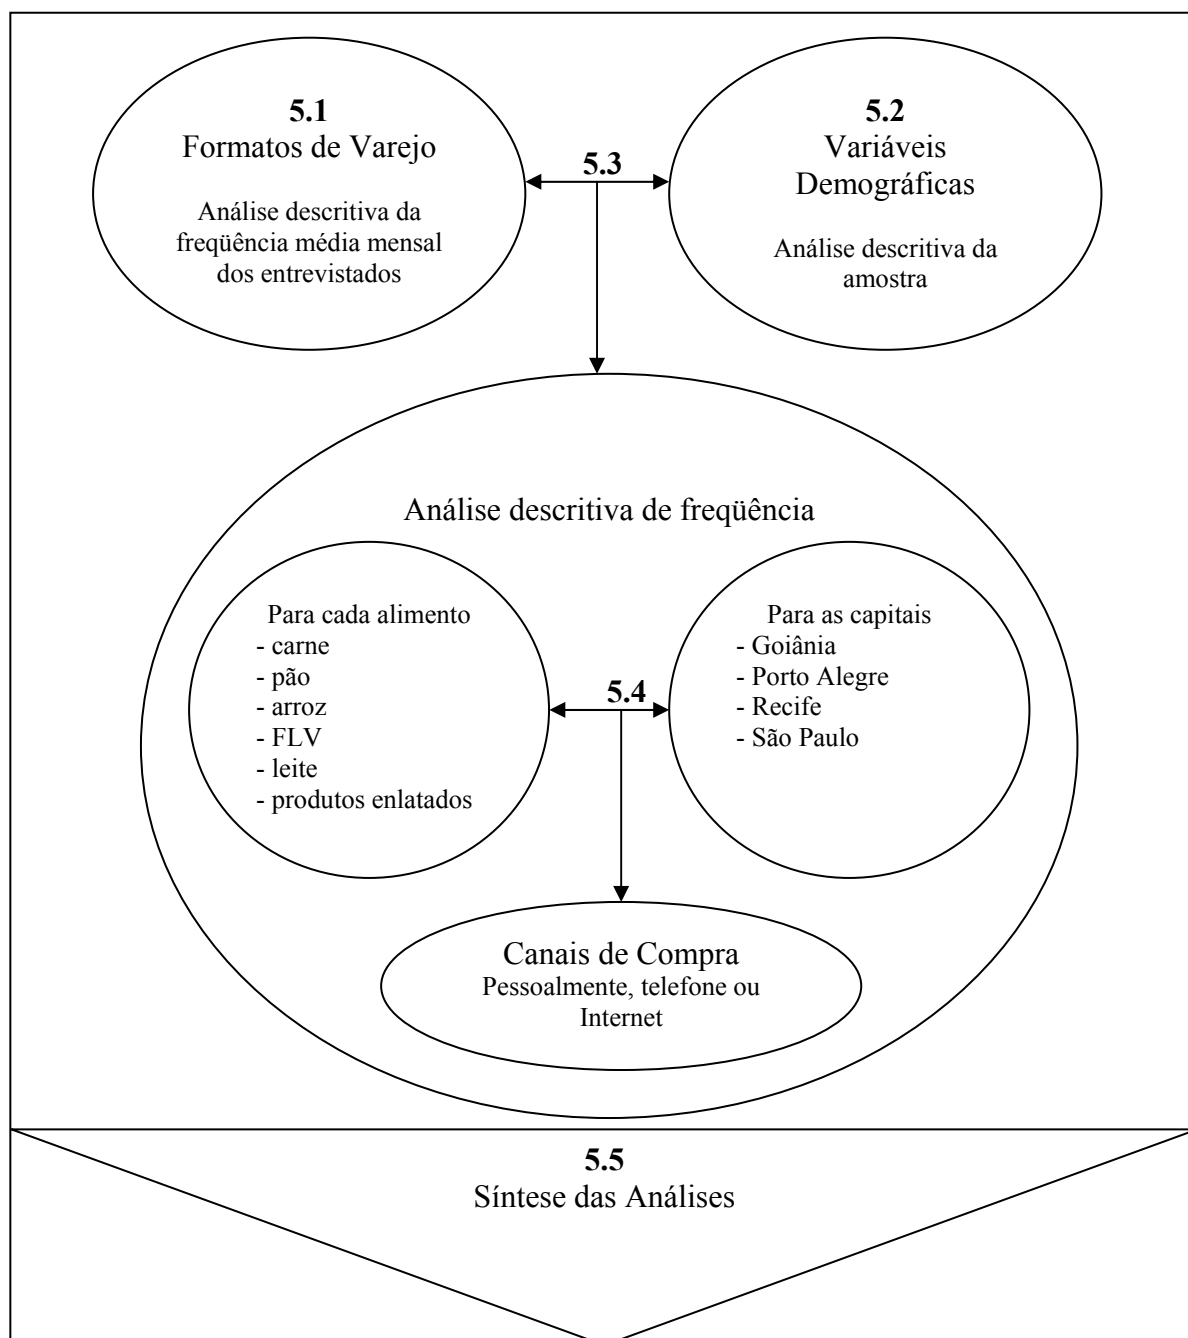 5.1
Formatos de Varejo
Análise descritiva da
freqüência média mensal
dos entrevistados
5.3
5.2
Variáveis
Demográficas
Análise descritiva da
amostra
Análise descritiva de freqüência
Para cada alimento
- carne
- pão
- arroz
- FLV
- leite
- produtos enlatados
5.4
Para as capitais
- Goiânia
- Porto Alegre
- Recife
- São Paulo
Canais de Compra
Pessoalmente, telefone ou
Internet
5.5
Síntese das Análises